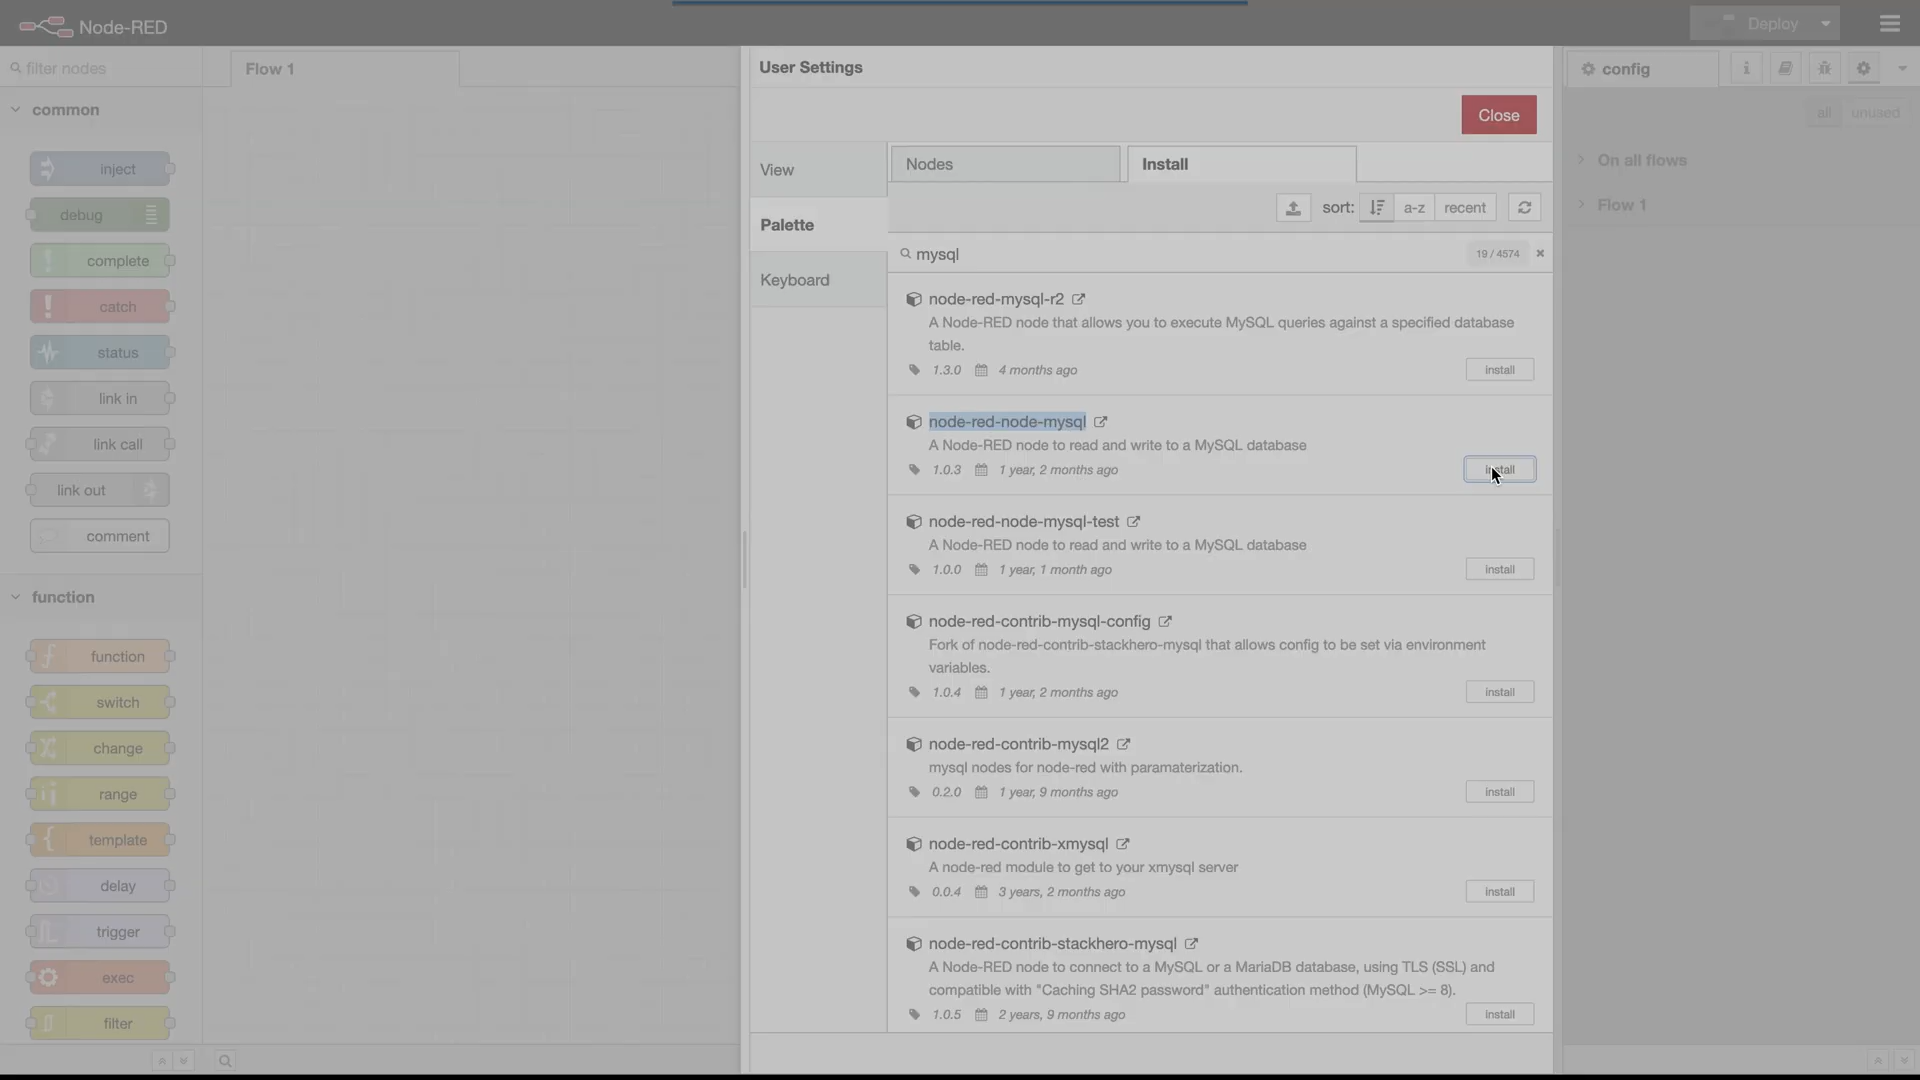 Node-RED
Deploy
filter nodes
Flow 1
User Settings
config
common
all unused
Close
inject
View
Nodes
Install
On all flows
debug
sort: a-z recent
Flow 1
Palette
complete
mysql
19 / 4574
Keyboard
catch
node-red-mysql-r2
A Node-RED node that allows you to execute MySQL queries against a specified database
table.
1.3.0 4 months ago
install
status
link in
node-red-node-mysql
A Node-RED node to read and write to a MySQL database
1.0.3 1 year, 2 months ago
install
link call
link out
node-red-node-mysql-test
A Node-RED node to read and write to a MySQL database
1.0.0 1 year, 1 month ago
install
comment
function
node-red-contrib-mysql-config
Fork of node-red-contrib-stackhero-mysql that allows config to be set via environment
variables.
1.0.4 1 year, 2 months ago
install
function
switch
node-red-contrib-mysql2
mysql nodes for node-red with paramaterization.
0.2.0 1 year, 9 months ago
install
change
range
template
node-red-contrib-xmysql
A node-red module to get to your xmysql server
0.0.4 3 years, 2 months ago
install
delay
trigger
node-red-contrib-stackhero-mysql
A Node-RED node to connect to a MySQL or a MariaDB database, using TLS (SSL) and
compatible with "Caching SHA2 password" authentication method (MySQL >= 8).
1.0.5 2 years, 9 months ago
install
exec
filter